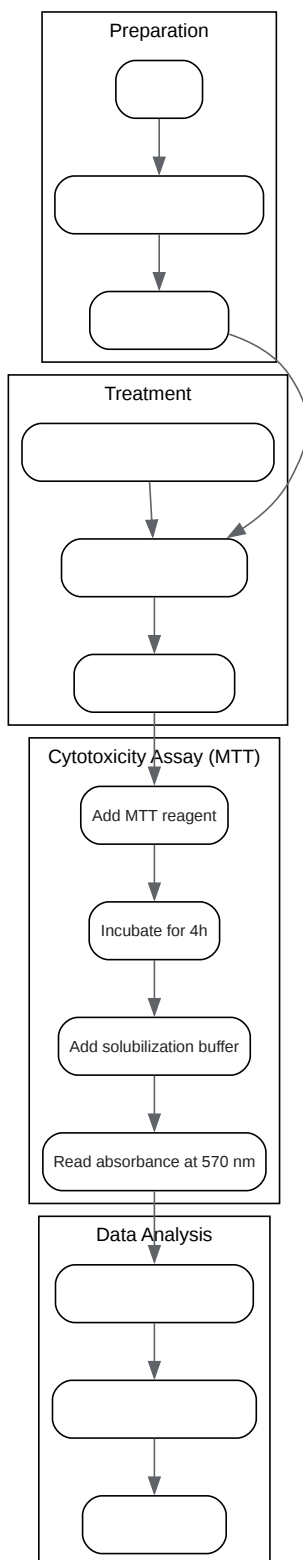 Preparation
Treatment
Cytotoxicity Assay (MTT)
Add MTT reagent
Incubate for 4h
Add solubilization buffer
Read absorbance at 570 nm
Data Analysis